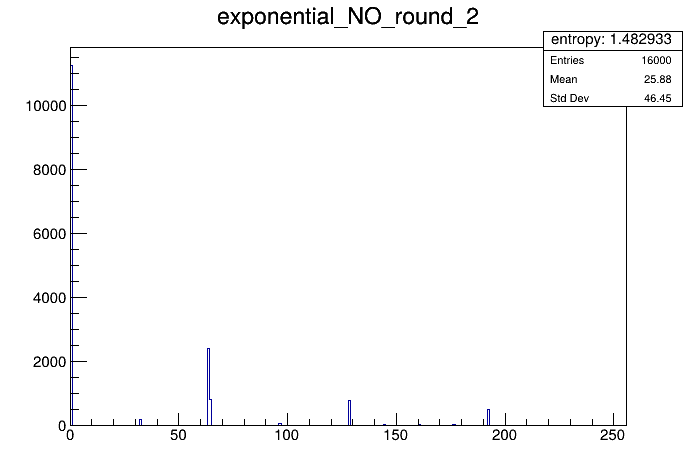 exponential_NO_round_2
entropy: 1.482933
Entries 16000
Mean 25.88
Std Dev 46.45
10000
8000
6000
4000
2000
0
0 50 100 150 200 250